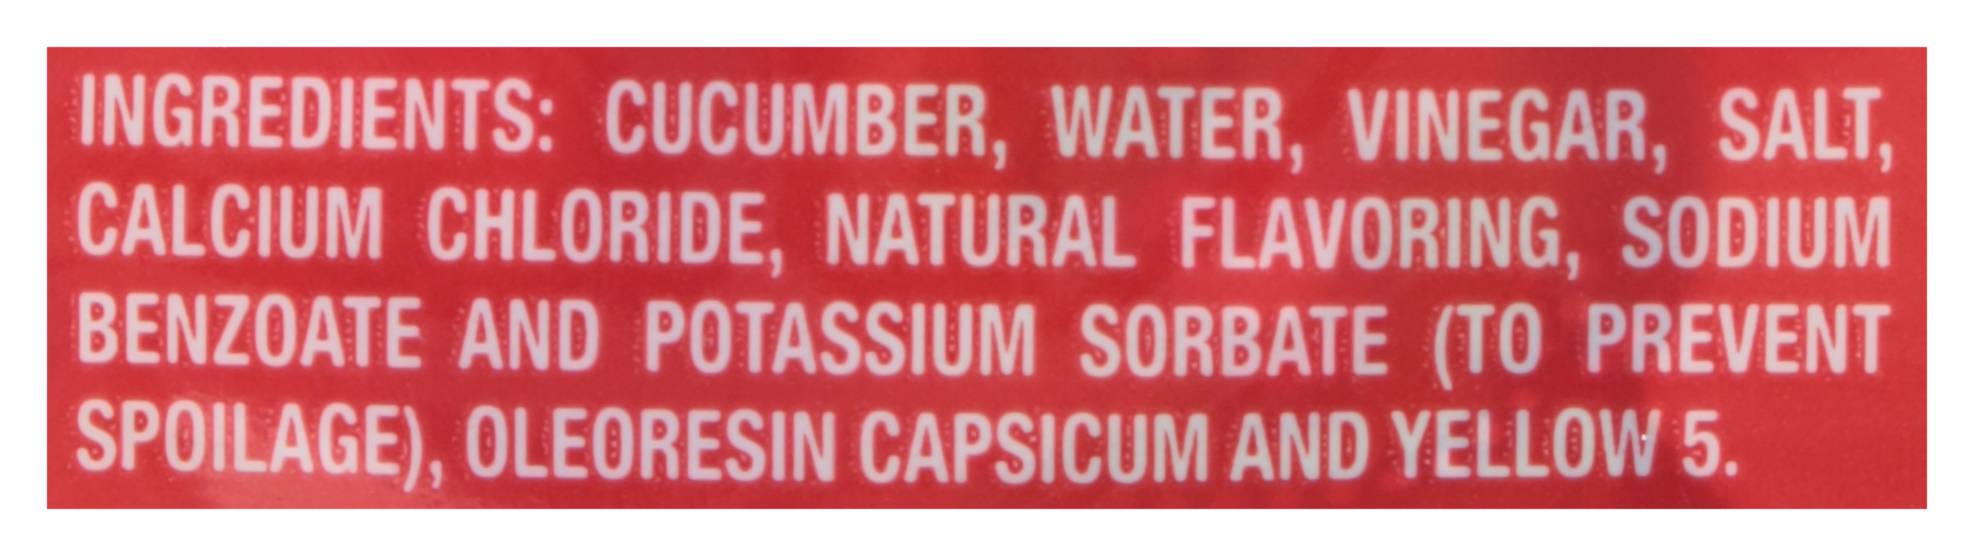 INGREDIENTS: CUCUMBER, WATER, VINEGAR, SALT,
CALCIUM CHLORIDE, NATURAL FLAVORING, SODIUM
BENZOATE AND POTASSIUM SORBATE (TO PREVENT
SPOILAGE), OLEORESIN CAPSICUM AND YELLOW 5.